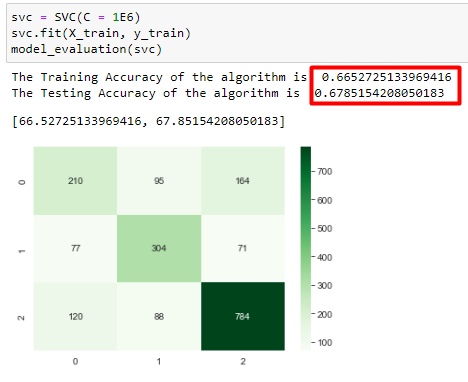 svc = SVC(C = 1E6)
svc.fit(X_train, y_train)
model_evaluation(svc)
The Training Accuracy of the algorithm is  0.6652725133969416
The Testing Accuracy of the algorithm is  0.6785154208050183
[66.52725133969416, 67.85154208050183]
0 210 95 164
1 77 304 71
2 120 88 784
0 1 2
700
600
500
400
300
200
100